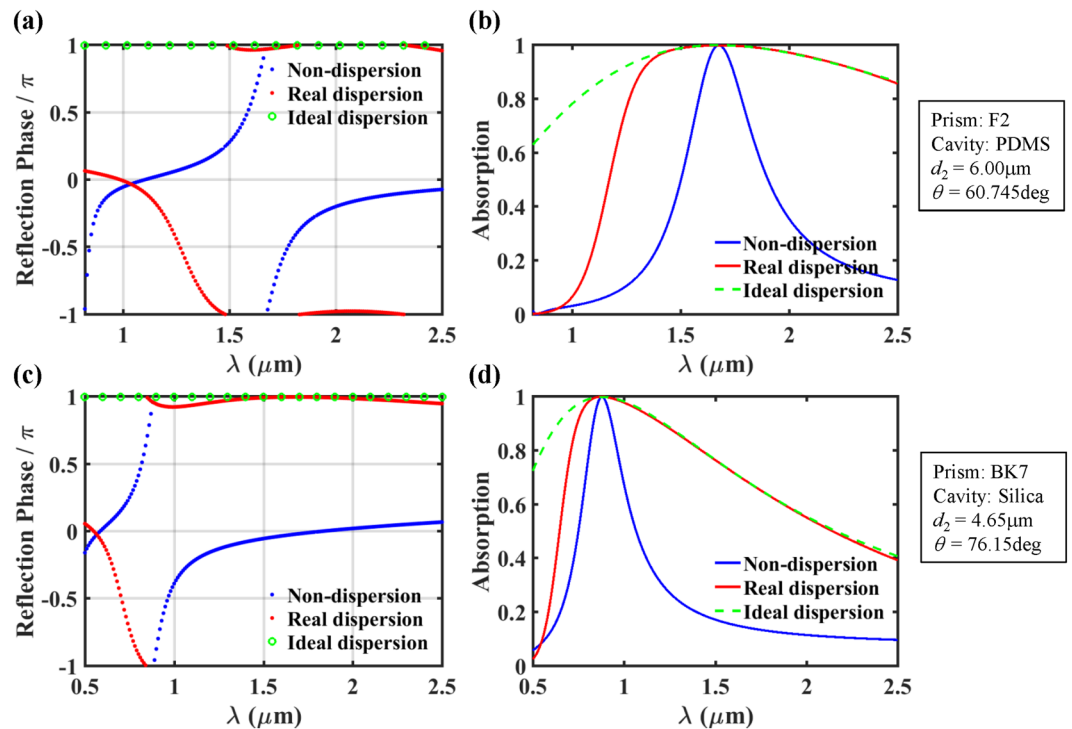 (a)
Reflection Phase / π
1
0.5
0
-0.5
-1
Non-dispersion
Real dispersion
Ideal dispersion
1
1.5
2
2.5
λ (μm)
(b)
Absorption
1
0.8
0.6
0.4
0.2
0
Non-dispersion
Real dispersion
Ideal dispersion
1
1.5
2
2.5
λ (μm)
Prism: F2
Cavity: PDMS
d2 = 6.00μm
θ = 60.745deg
(c)
Reflection Phase / π
1
0.5
0
-0.5
-1
Non-dispersion
Real dispersion
Ideal dispersion
0.5
1
1.5
2
2.5
λ (μm)
(d)
Absorption
1
0.8
0.6
0.4
0.2
0
Non-dispersion
Real dispersion
Ideal dispersion
0.5
1
1.5
2
2.5
λ (μm)
Prism: BK7
Cavity: Silica
d2 = 4.65μm
θ = 76.15deg